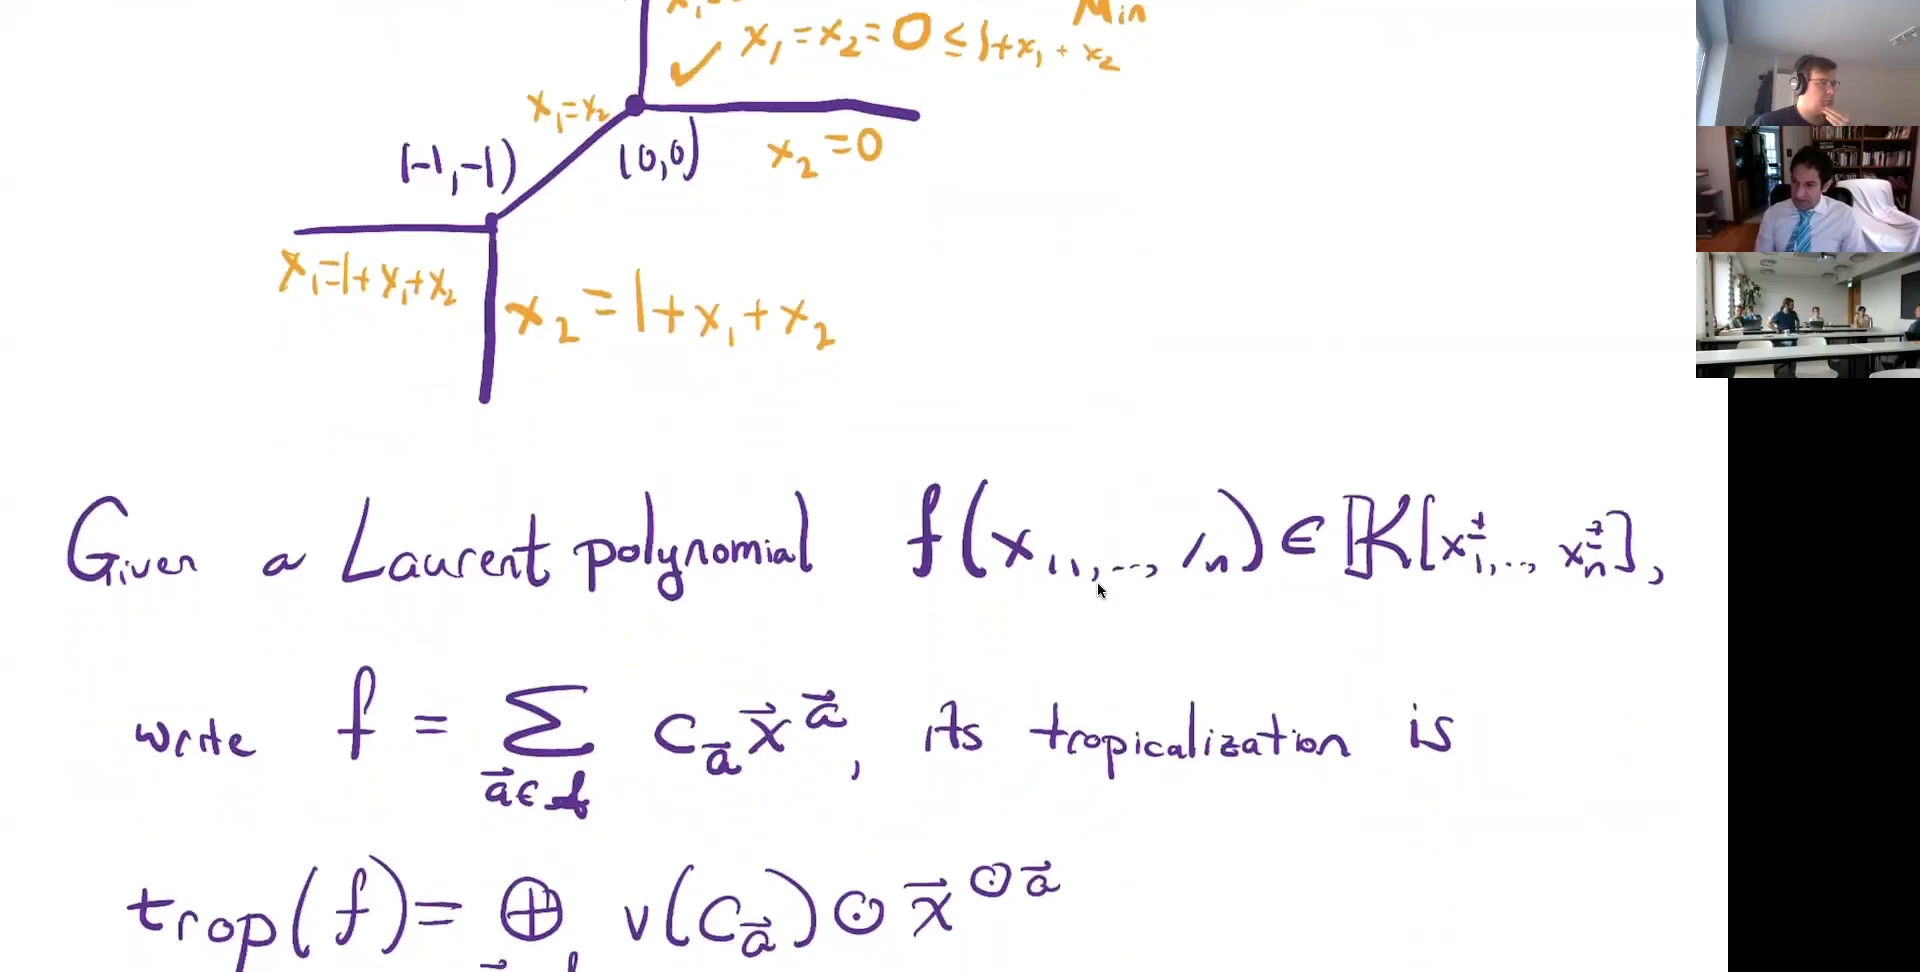 Min
x₁ = x₂ = 0 ≤ 1 + x₁ + x₂
x₁ = x₂
(-1,-1)
(0,0)
x₂ = 0
x₁ = 1 + x₁ + x₂
x₂ = 1 + x₁ + x₂
Given a Laurent polynomial f(x₁,..., ₙ) ∈ 𝕂[x₁^±,.., xₙ^±],
write f = Σ_{a⃗∈𝒜} c_a⃗ x⃗^a⃗, its tropicalization is
trop(f) = ⊕ v(c_a⃗) ⊙ x⃗^{⊙a⃗}